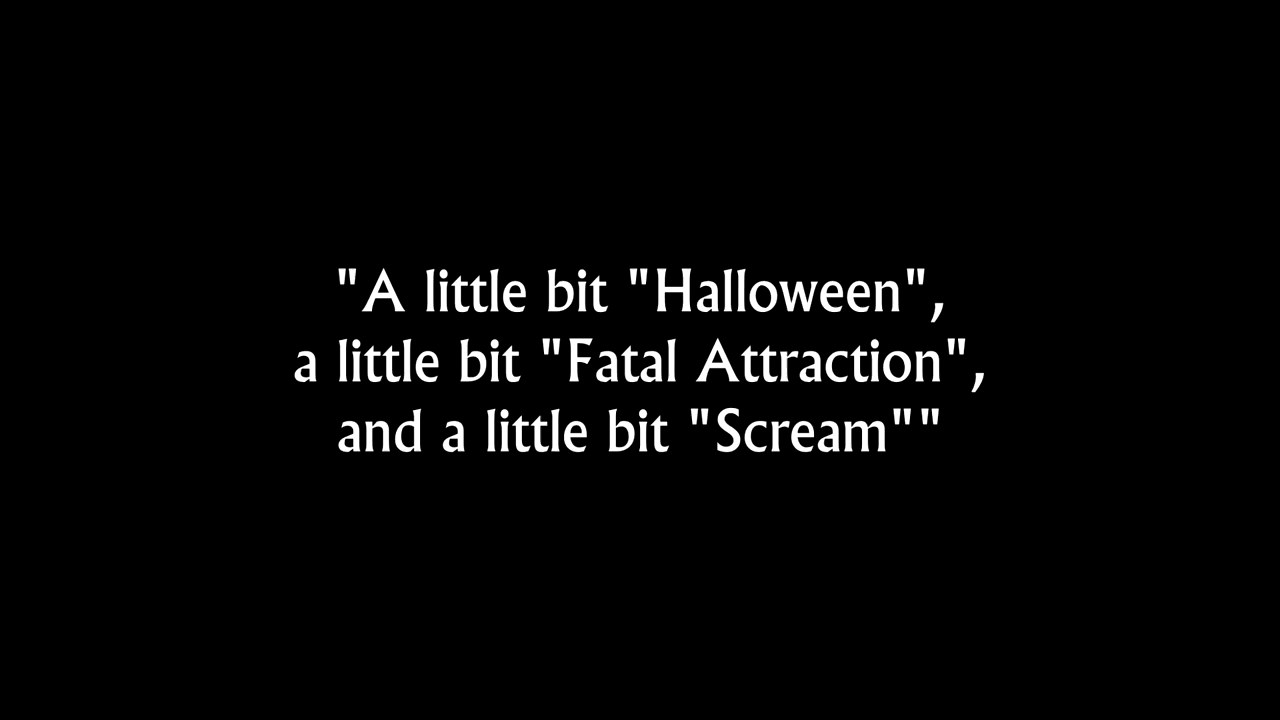 "A little bit "Halloween",
a little bit "Fatal Attraction",
and a little bit "Scream""